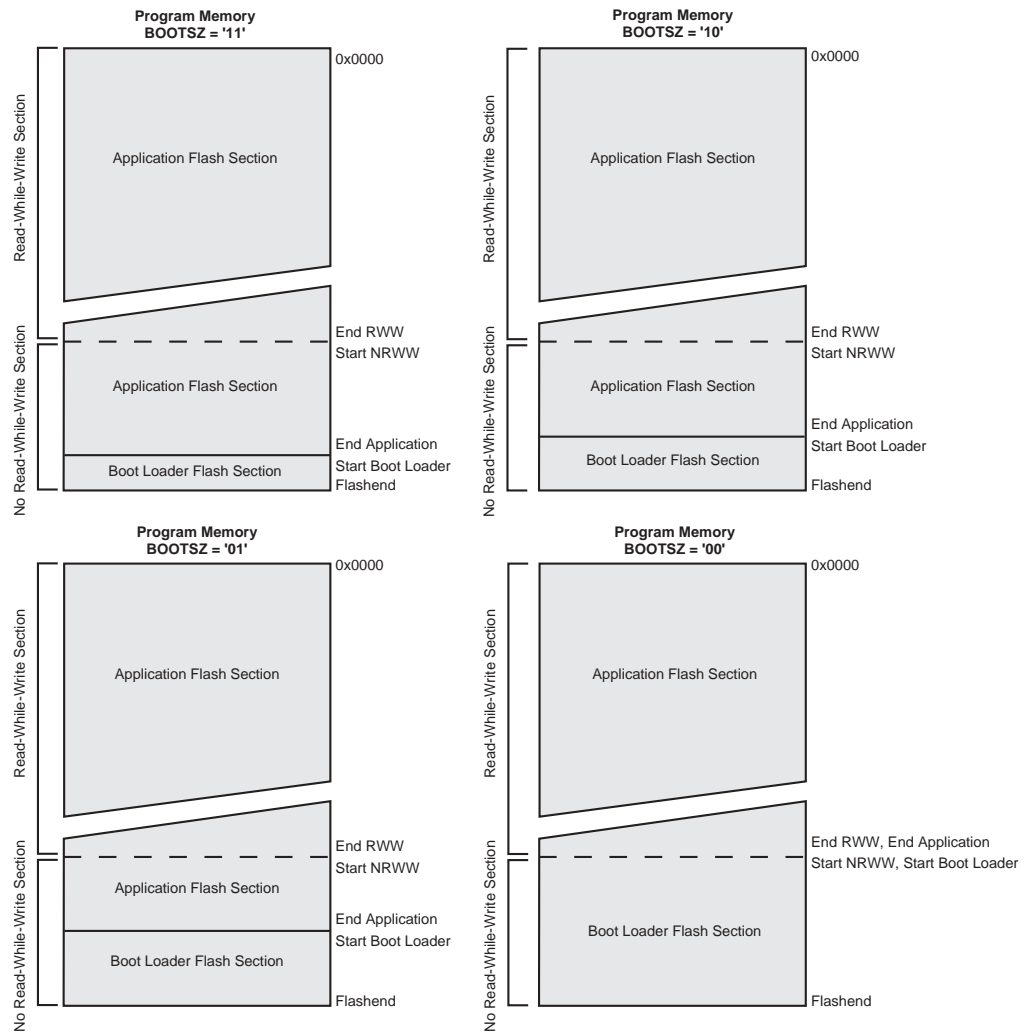 Program Memory
BOOTSZ = '11'
0x0000
Read-While-Write Section
Application Flash Section
End RWW
Start NRWW
No Read-While-Write Section
Application Flash Section
End Application
Start Boot Loader
Boot Loader Flash Section
Flashend
Program Memory
BOOTSZ = '10'
0x0000
Read-While-Write Section
Application Flash Section
End RWW
Start NRWW
No Read-While-Write Section
Application Flash Section
End Application
Start Boot Loader
Boot Loader Flash Section
Flashend
Program Memory
BOOTSZ = '01'
0x0000
Read-While-Write Section
Application Flash Section
End RWW
Start NRWW
No Read-While-Write Section
Application Flash Section
End Application
Start Boot Loader
Boot Loader Flash Section
Flashend
Program Memory
BOOTSZ = '00'
0x0000
Read-While-Write Section
Application Flash Section
End RWW, End Application
Start NRWW, Start Boot Loader
No Read-While-Write Section
Boot Loader Flash Section
Flashend